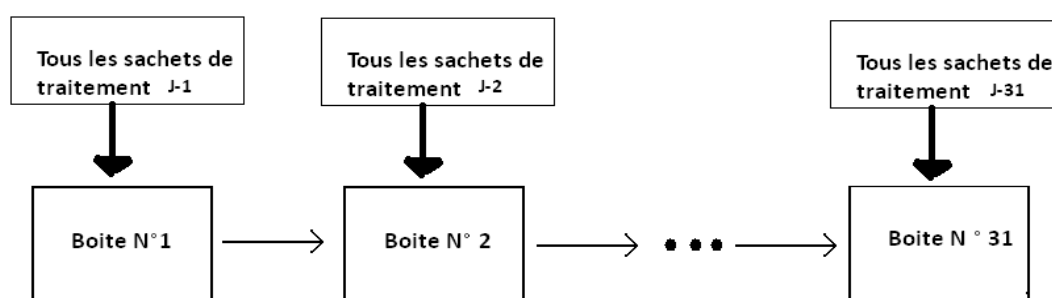 Tous les sachets de
traitement J-1
Tous les sachets de
traitement J-2
Tous les sachets de
traitement J-31
Boite N°1
Boite N° 2
Boite N ° 31